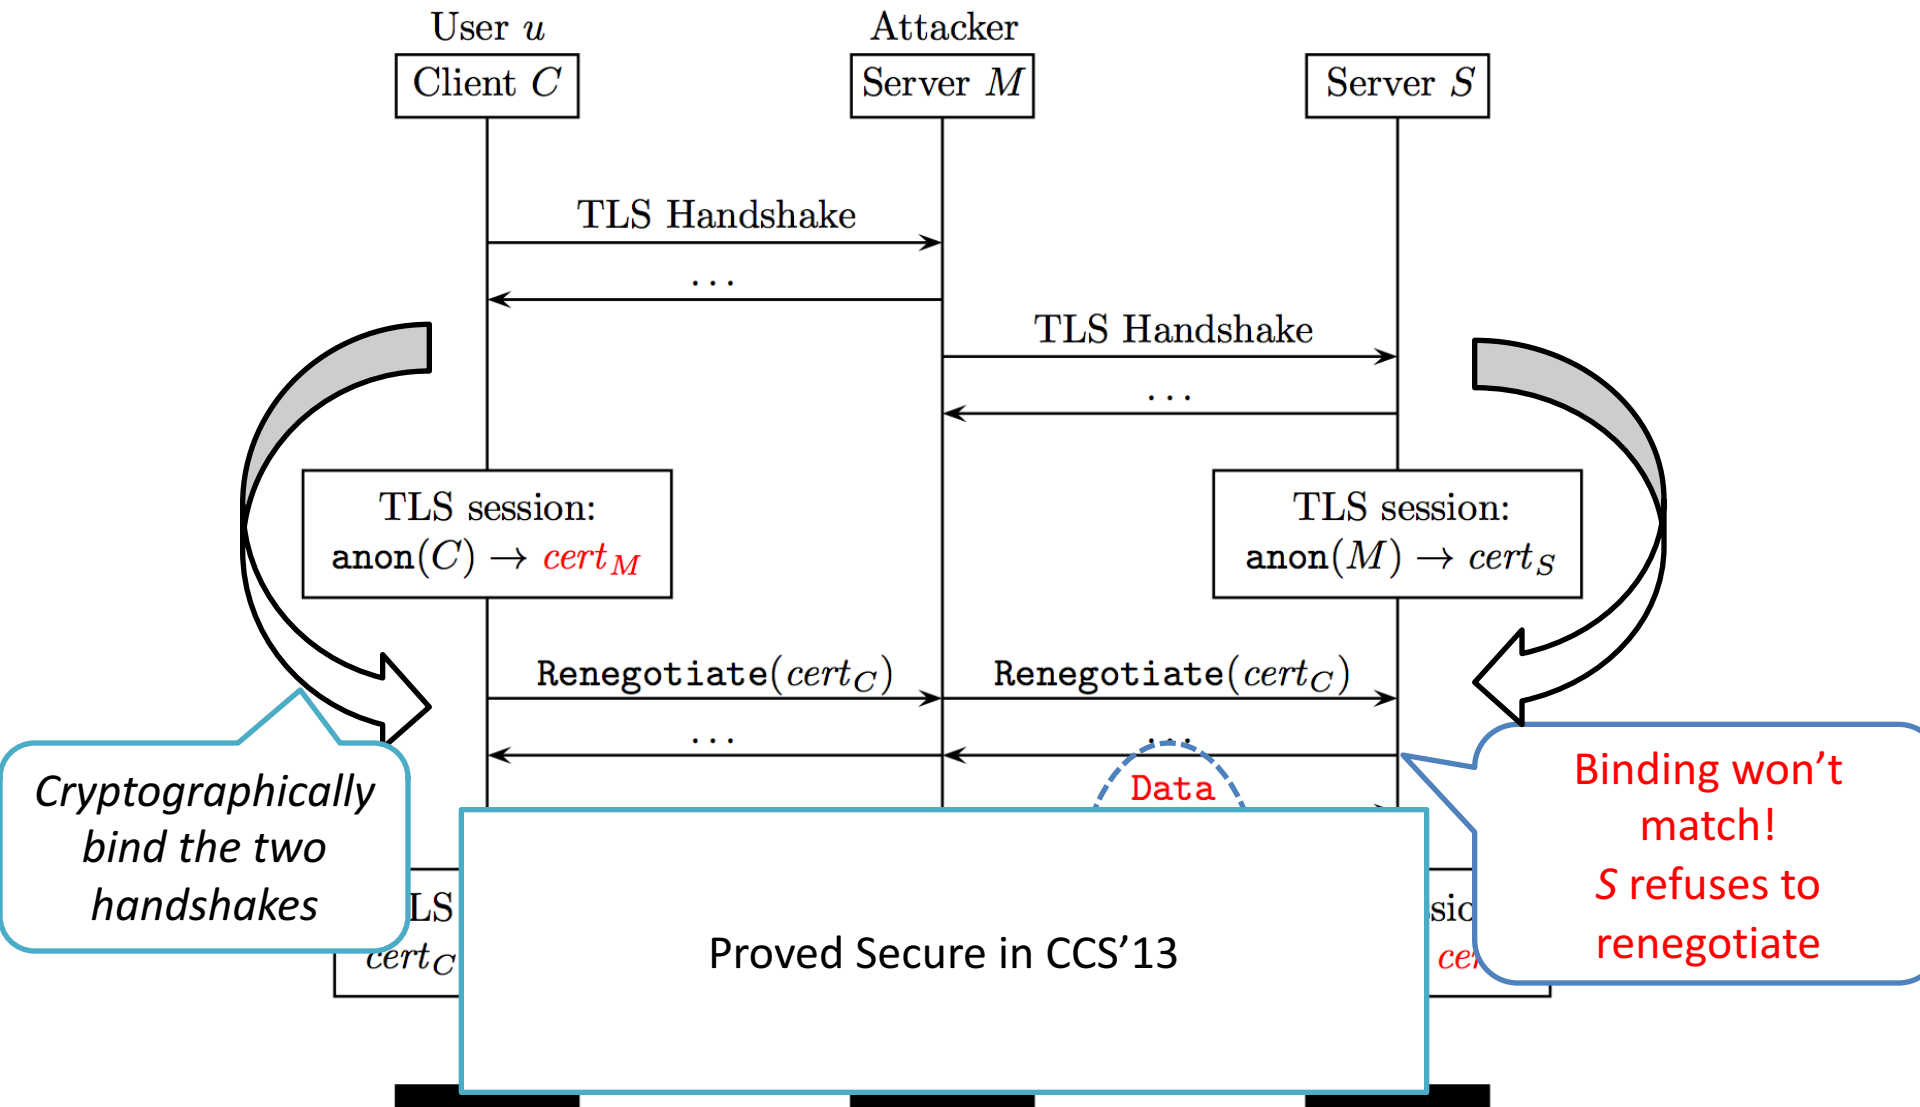 User u
Attacker
Client C
Server M
Server S
TLS Handshake
...
TLS Handshake
...
TLS session:
anon(C) → cert_M
TLS session:
anon(M) → cert_S
Renegotiate(cert_C)
Renegotiate(cert_C)
...
...
Data
Cryptographically
bind the two
handshakes
Binding won’t
match!
S refuses to
renegotiate
LS
cert_C
Proved Secure in CCS’13